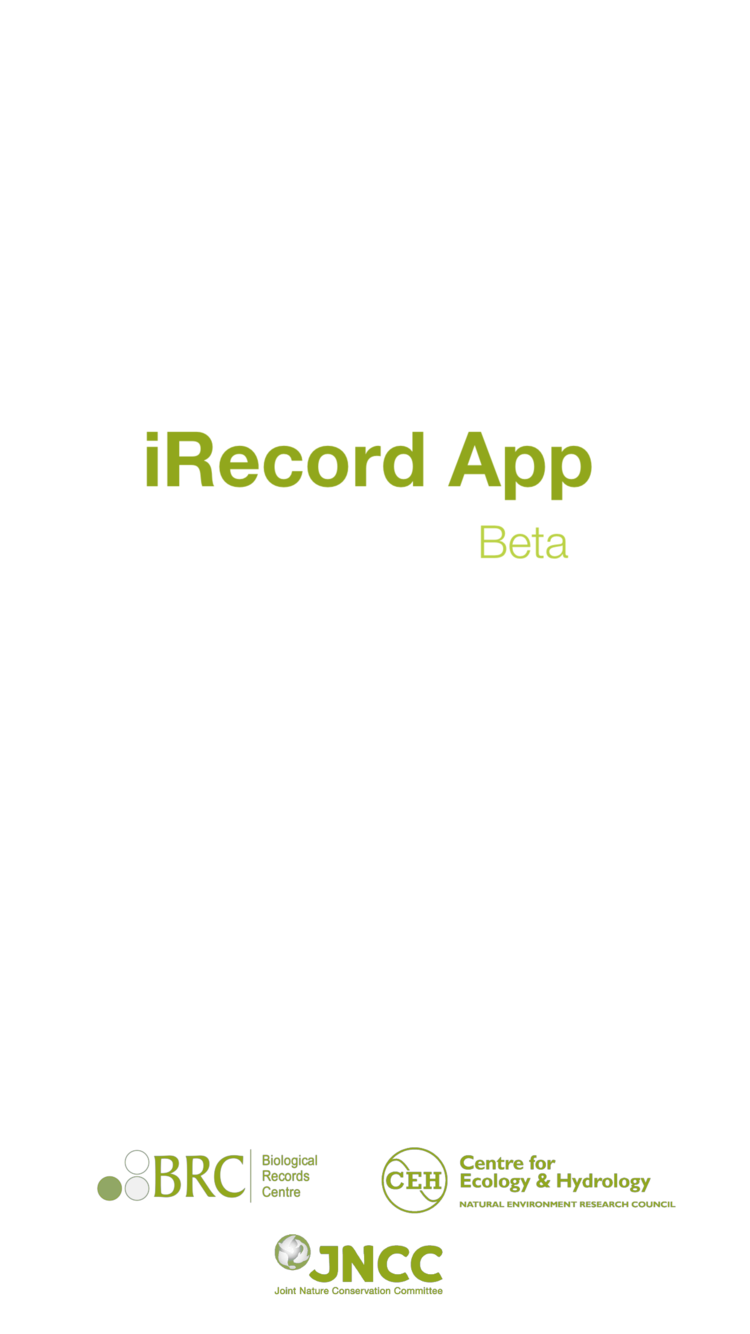 iRecord App
Beta
BRC
Biological
Records
Centre
CEH
Centre for
Ecology & Hydrology
NATURAL ENVIRONMENT RESEARCH COUNCIL
JNCC
Joint Nature Conservation Committee